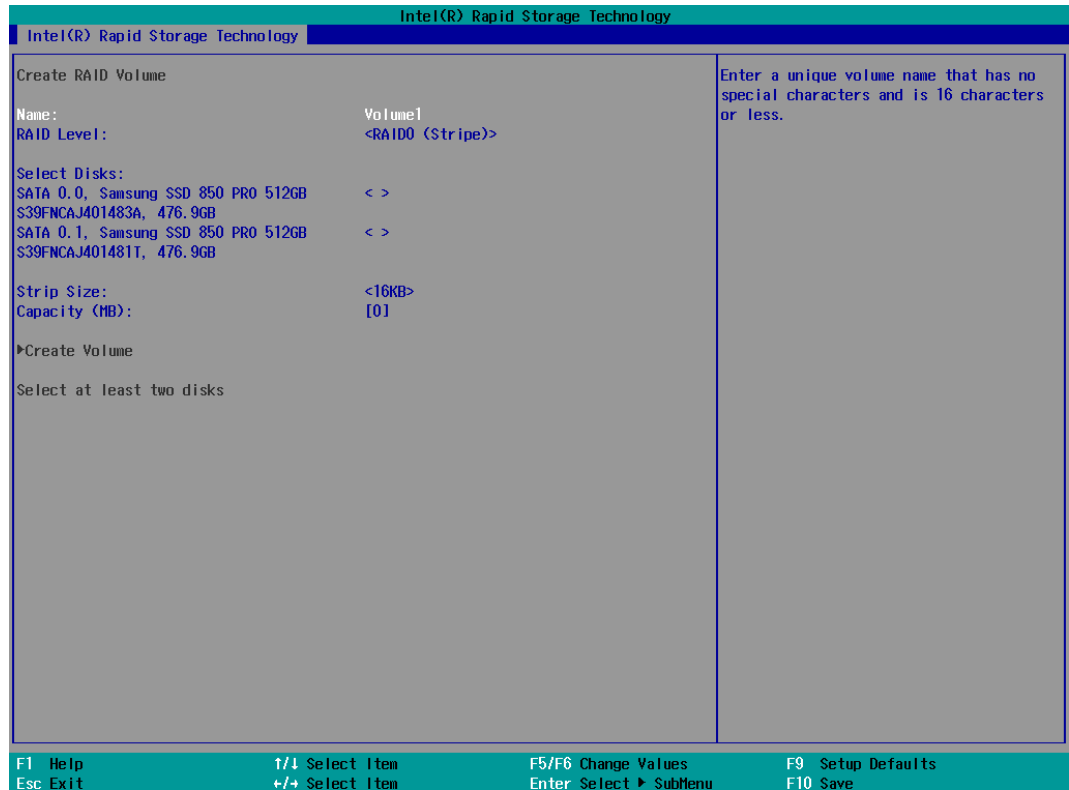 Intel(R) Rapid Storage Technology
Intel(R) Rapid Storage Technology
Create RAID Volume
Enter a unique volume name that has no
special characters and is 16 characters
or less.
Name: Volume1
RAID Level: <RAID0 (Stripe)>
Select Disks:
SATA 0.0, Samsung SSD 850 PRO 512GB < >
S39FNCAJ401483A, 476.9GB
SATA 0.1, Samsung SSD 850 PRO 512GB < >
S39FNCAJ401481T, 476.9GB
Strip Size: <16KB>
Capacity (MB): [0]
▶Create Volume
Select at least two disks
F1 Help ↑/↓ Select Item F5/F6 Change Values F9 Setup Defaults
Esc Exit ←/→ Select Item Enter Select ▶ SubMenu F10 Save